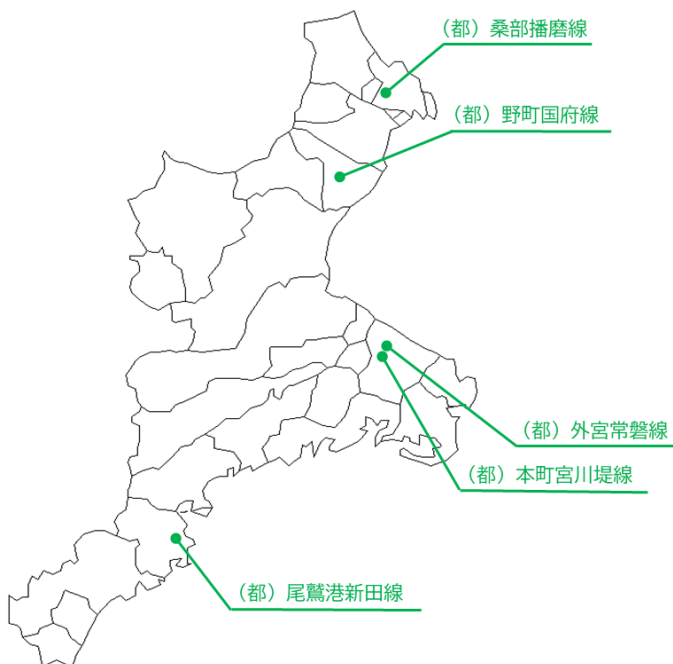 （都）桑部播磨線
（都）野町国府線
（都）外宮常磐線
（都）本町宮川堤線
（都）尾鷲港新田線